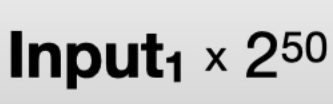 Input₁ × 2⁵⁰